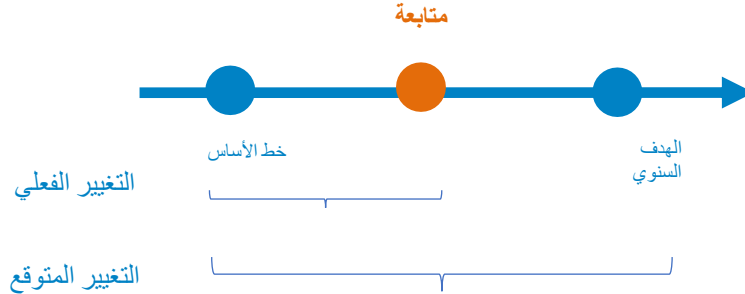 متابعة
خط الأساس
الهدف
السنوي
التغيير الفعلي
التغيير المتوقع